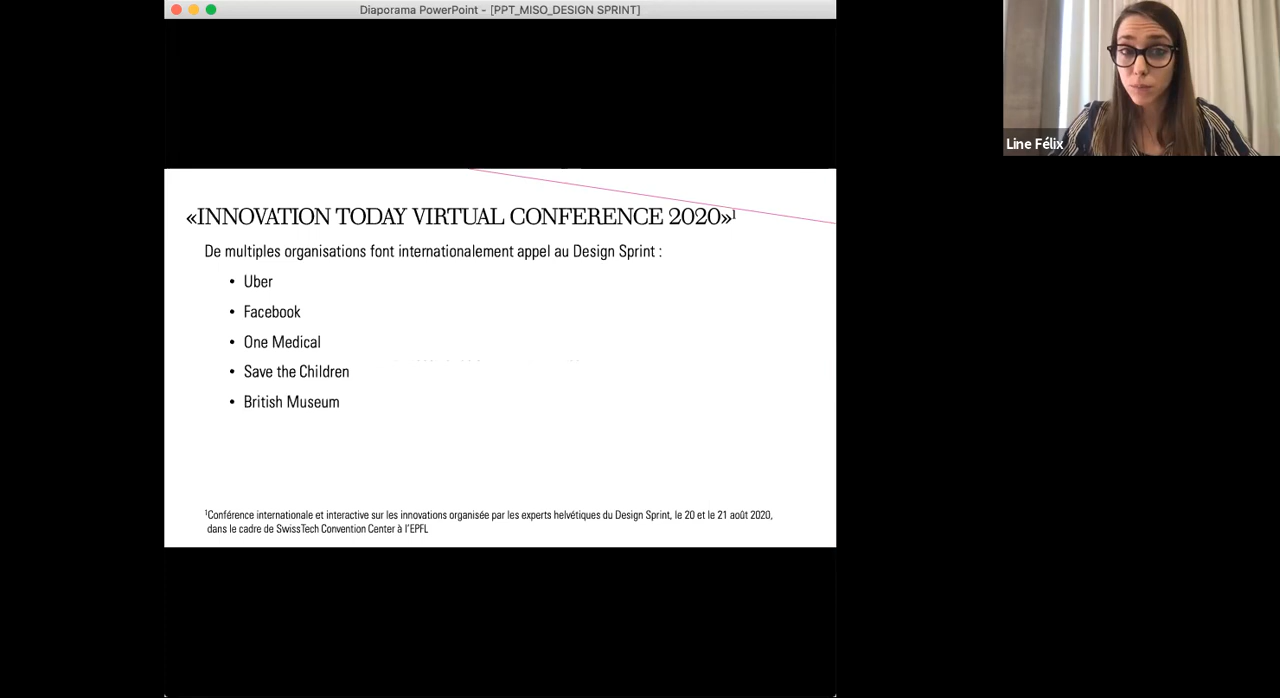 Diaporama PowerPoint - [PPT_MISO_DESIGN SPRINT]
Line Félix
«INNOVATION TODAY VIRTUAL CONFERENCE 2020»¹
De multiples organisations font internationalement appel au Design Sprint :
• Uber
• Facebook
• One Medical
• Save the Children
• British Museum
¹Conférence internationale et interactive sur les innovations organisée par les experts helvétiques du Design Sprint, le 20 et le 21 août 2020,
dans le cadre de SwissTech Convention Center à l'EPFL